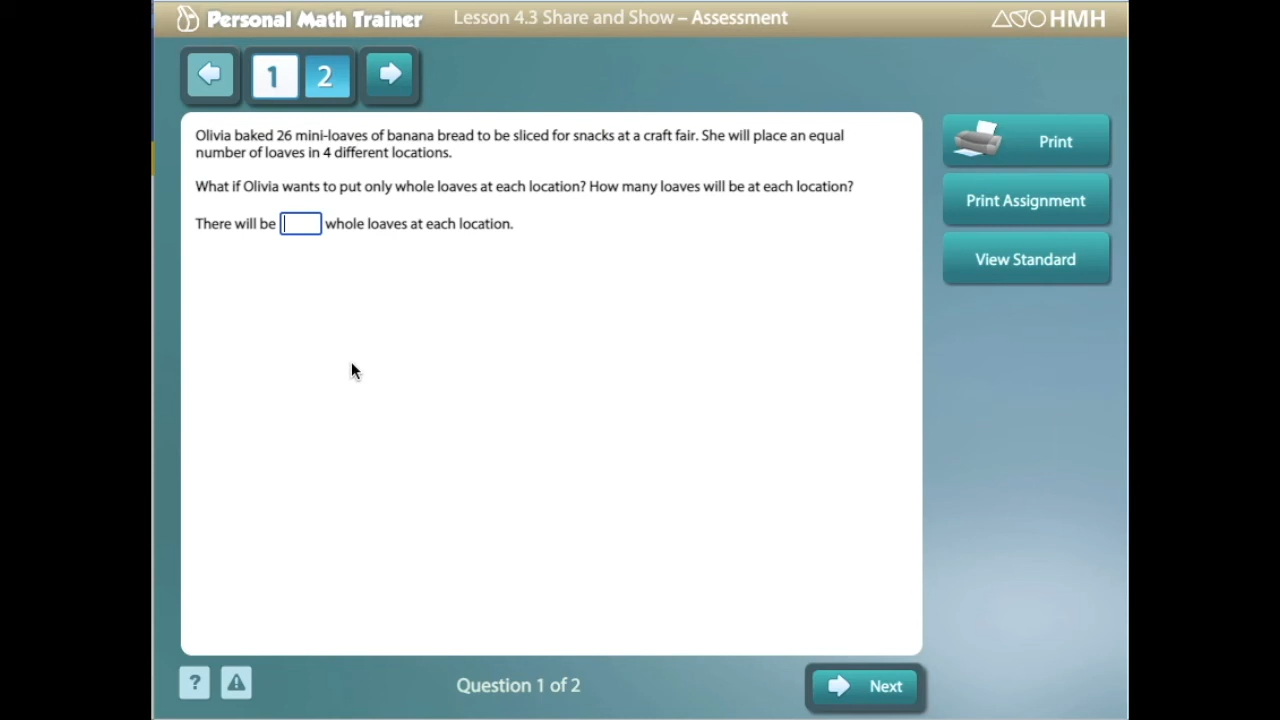 Personal Math Trainer
Lesson 4.3 Share and Show – Assessment
HMH
1 2
Olivia baked 26 mini-loaves of banana bread to be sliced for snacks at a craft fair. She will place an equal
number of loaves in 4 different locations.
What if Olivia wants to put only whole loaves at each location? How many loaves will be at each location?
There will be whole loaves at each location.
Print
Print Assignment
View Standard
?
Question 1 of 2
Next